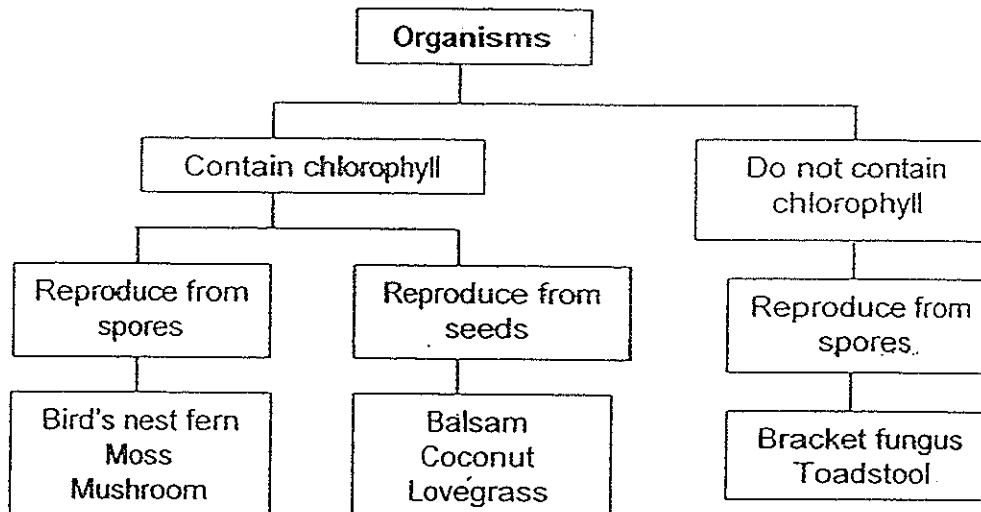 Organisms
Contain chlorophyll
Do not contain
chlorophyll
Reproduce from
spores
Reproduce from
seeds
Reproduce from
spores
Bird's nest fern
Moss
Mushroom
Balsam
Coconut
Lovegrass
Bracket fungus
Toadstool